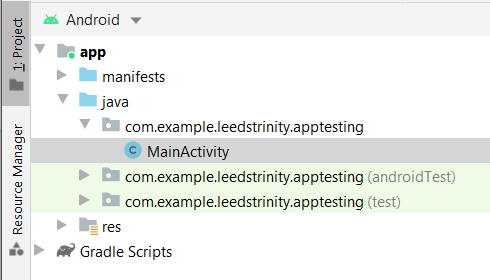 Android
1: Project
app
manifests
java
com.example.leedstrinity.apptesting
C MainActivity
com.example.leedstrinity.apptesting (androidTest)
com.example.leedstrinity.apptesting (test)
Resource Manager
res
Gradle Scripts